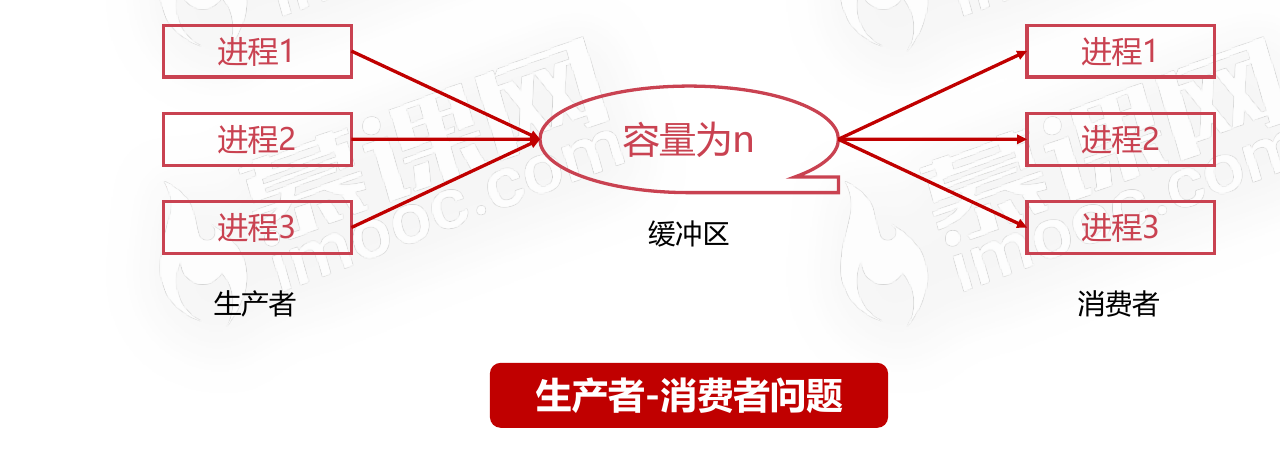 进程1
进程2
进程3
生产者
容量为n
缓冲区
进程1
进程2
进程3
消费者
生产者-消费者问题
慕课网
imooc.com
慕课网
imooc.com